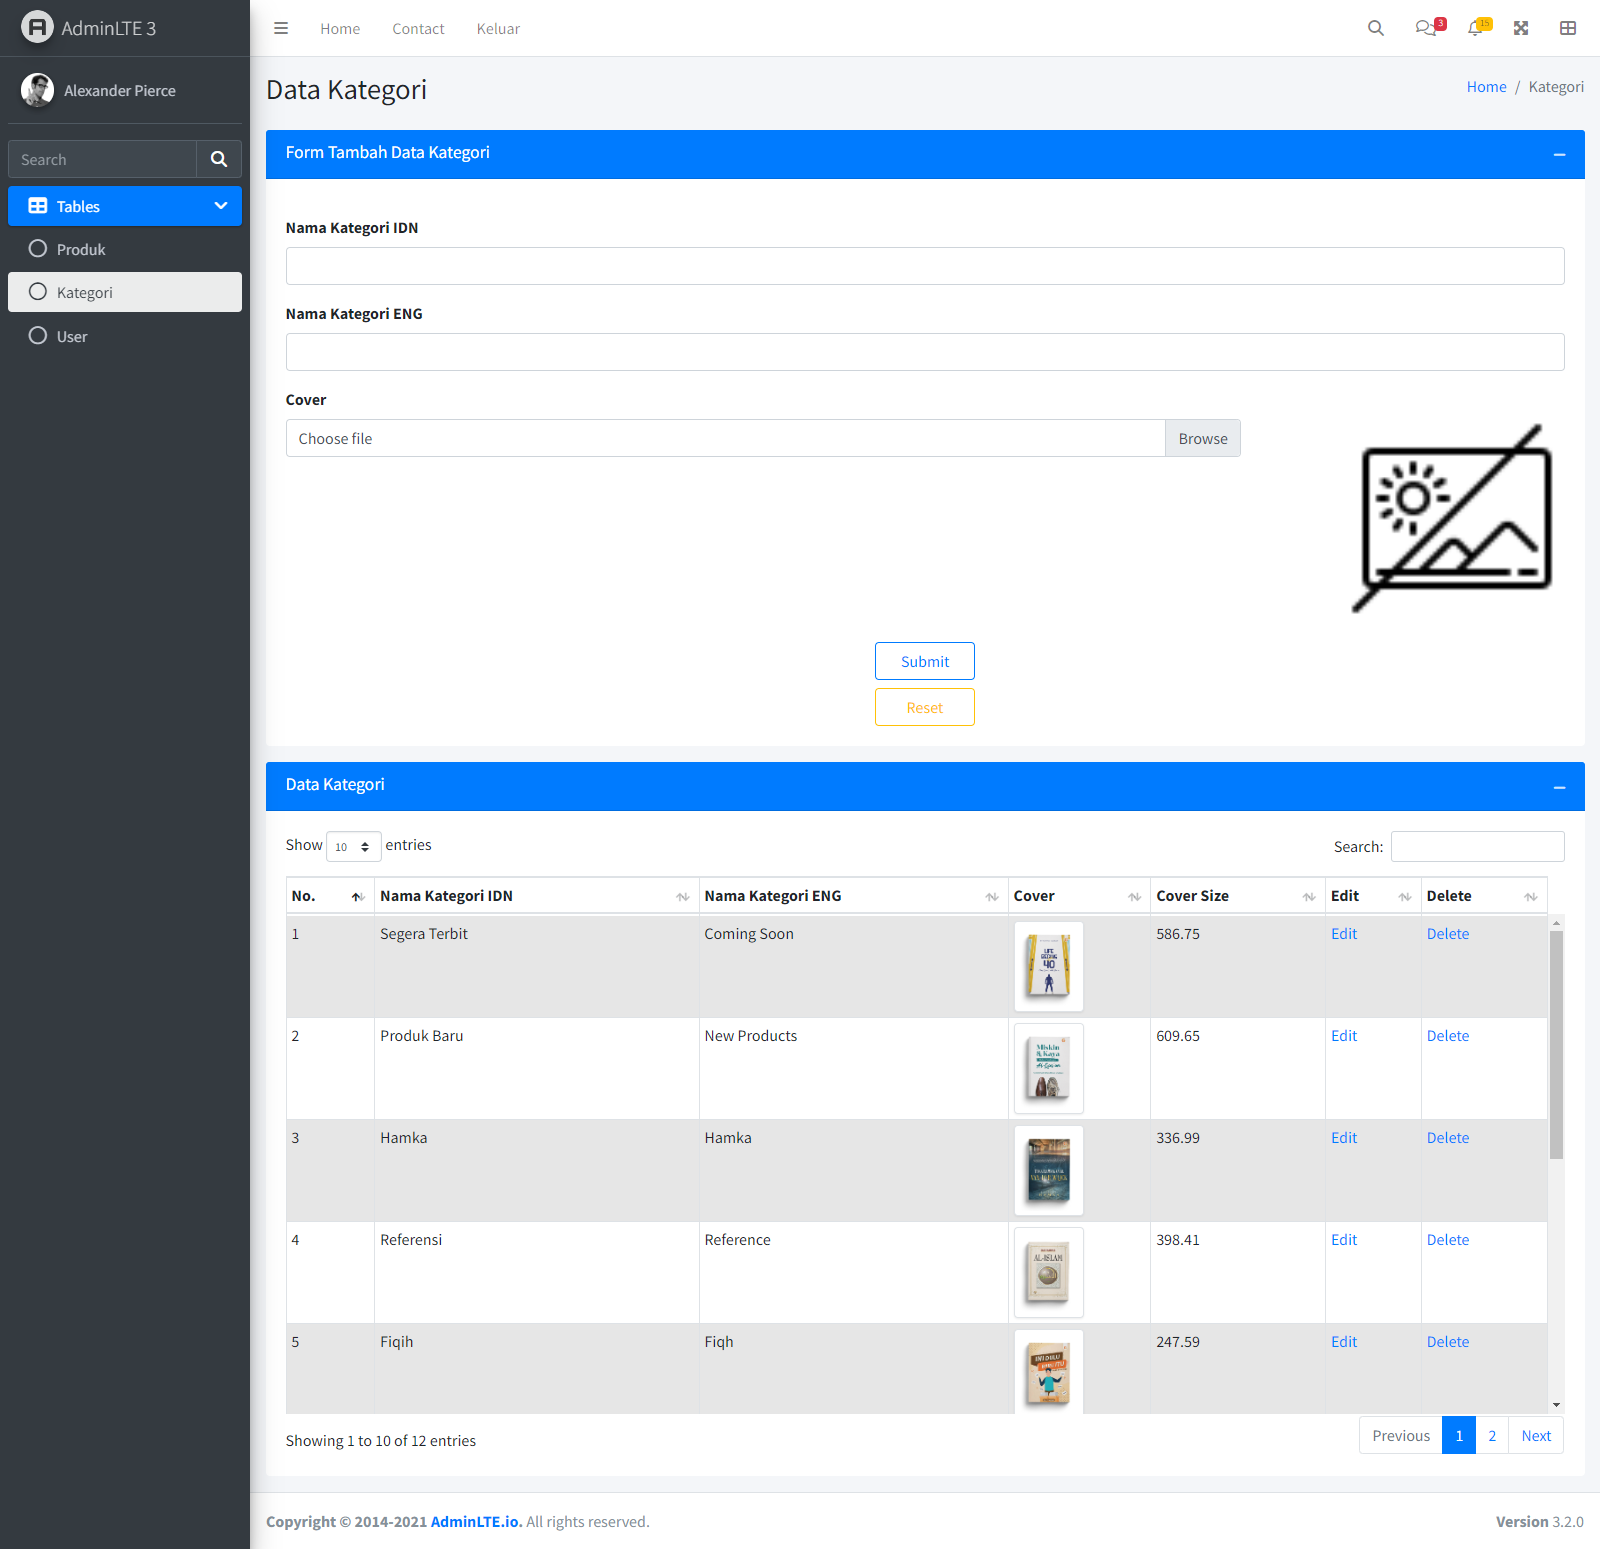 AdminLTE 3
Home
Contact
Keluar
3
15
Alexander Pierce
Search
Tables
Produk
Kategori
User
Data Kategori
Home / Kategori
Form Tambah Data Kategori
Nama Kategori IDN
Nama Kategori ENG
Cover
Choose file
Browse
Submit
Reset
Data Kategori
Show 10 entries
Search:
No. Nama Kategori IDN Nama Kategori ENG Cover Cover Size Edit Delete
1 Segera Terbit Coming Soon 586.75 Edit Delete
40
2 Produk Baru New Products 609.65 Edit Delete
Miskin
& Kaya
3 Hamka Hamka 336.99 Edit Delete
4 Referensi Reference 398.41 Edit Delete
AL-ISLAM
5 Fiqih Fiqh 247.59 Edit Delete
Showing 1 to 10 of 12 entries
Previous 1 2 Next
Copyright © 2014-2021 AdminLTE.io. All rights reserved.
Version 3.2.0